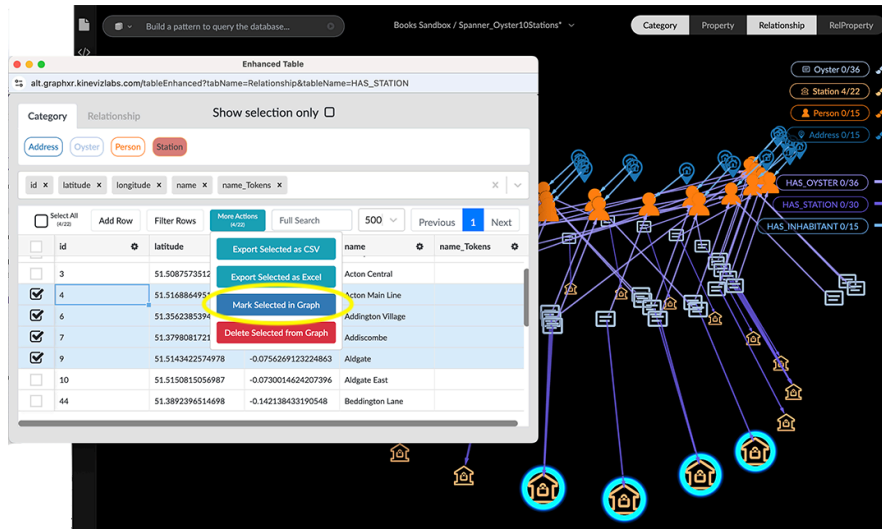 Build a pattern to query the database...
Books Sandbox / Spanner_Oyster10Stations*
Category Property Relationship RelProperty
Enhanced Table
alt.graphxr.kinevizlabs.com/tableEnhanced?tabName=Relationship&tableName=HAS_STATION
Category Relationship Show selection only
Address Oyster Person Station
id × latitude × longitude × name × name_Tokens ×
Select All (4/22) Add Row Filter Rows More Actions (4/22) Full Search 500 Previous 1 Next
id latitude name name_Tokens
Export Selected as CSV
Export Selected as Excel
Mark Selected in Graph
Delete Selected from Graph
3 51.5087573512 Acton Central
4 Acton Main Line
6 51.3562385394 Addington Village
7 51.3798081721 Addiscombe
9 51.5143422574978 -0.0756269123224863 Aldgate
10 51.5150815056987 -0.0730014624207396 Aldgate East
44 51.3892396514698 -0.142138433190548 Beddington Lane
Oyster 0/36
Station 4/22
Person 0/15
Address 0/15
HAS_OYSTER 0/36
HAS_STATION 0/30
HAS_INHABITANT 0/15